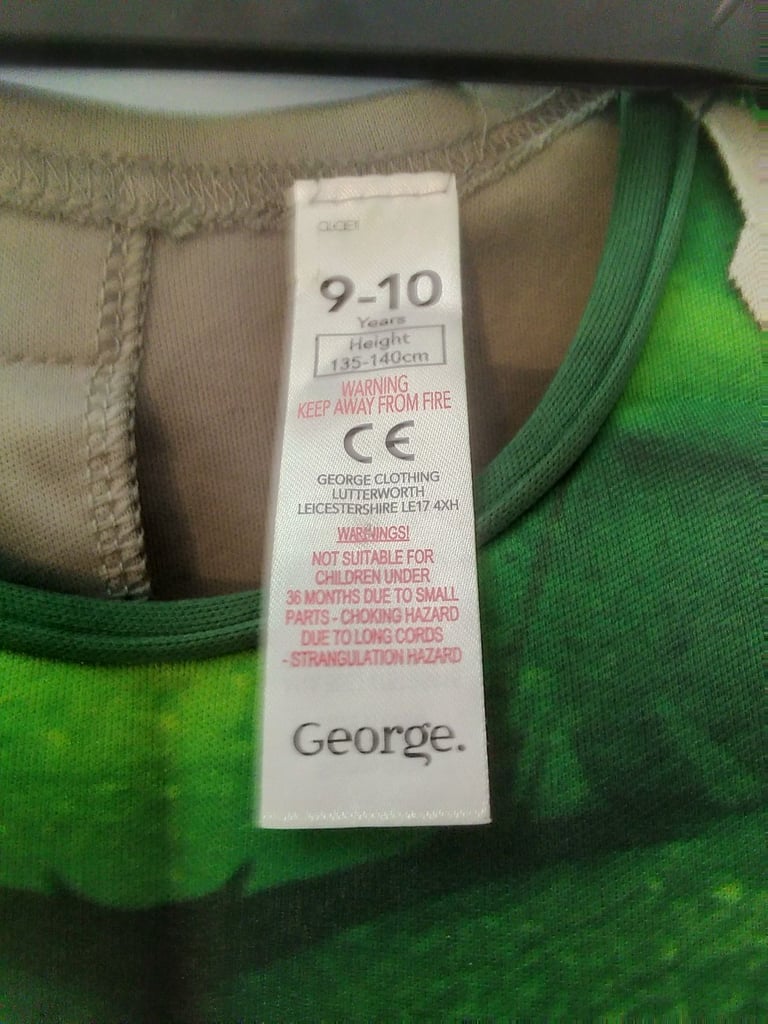 9-10
Years
Height
135-140cm
WARNING
KEEP AWAY FROM FIRE
CE
GEORGE CLOTHING
LUTTERWORTH
LEICESTERSHIRE LE17 4XH
WARNINGS!
NOT SUITABLE FOR
CHILDREN UNDER
36 MONTHS DUE TO SMALL
PARTS - CHOKING HAZARD
DUE TO LONG CORDS
- STRANGULATION HAZARD
George.